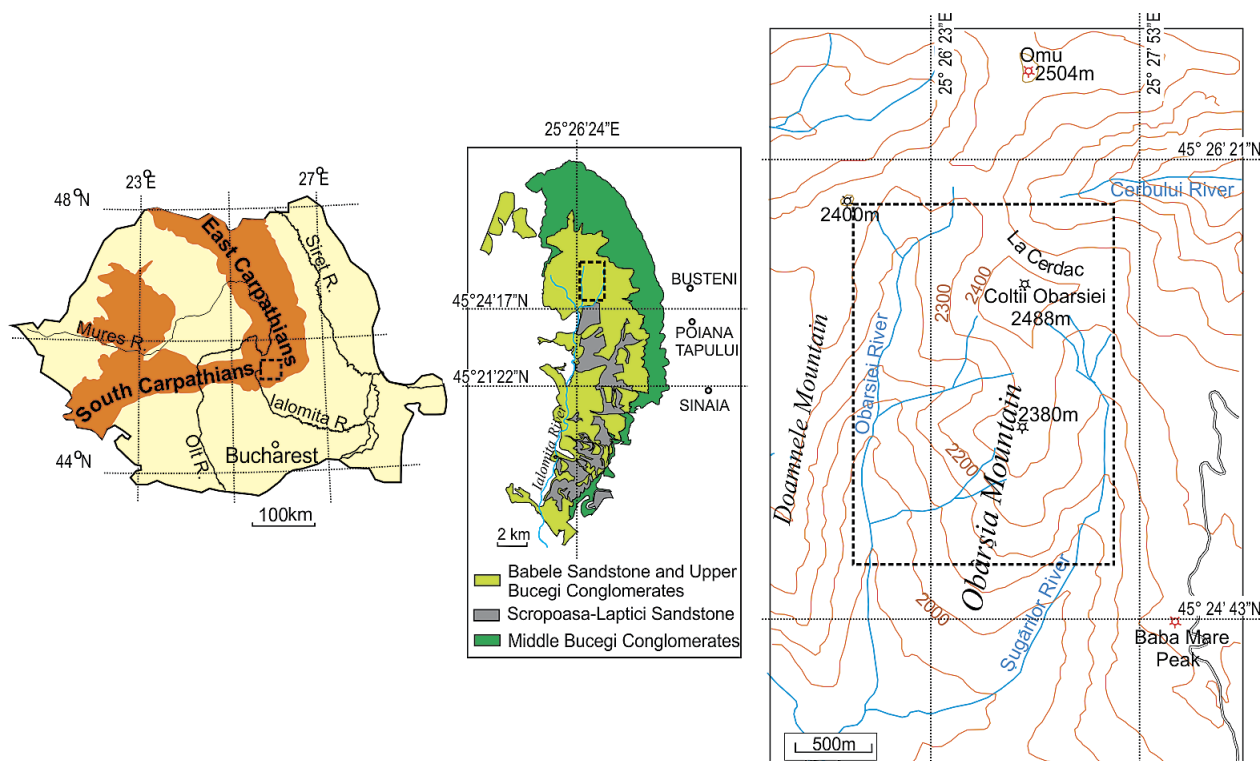 23°E
27°E
48°N
East Carpathians
Siret R.
Mures R.
South Carpathians
Ialomita R.
Olt R.
Bucharest
44°N
100km
25°26'24"E
BUSTENI
45°24'17"N
POIANA
TAPULUI
45°21'22"N
SINAIA
Ialomita River
2 km
Babele Sandstone and Upper
Bucegi Conglomerates
Scropoasa-Laptici Sandstone
Middle Bucegi Conglomerates
25° 26'23"E
25° 27' 53"E
Omu
2504m
45° 26'21"N
Cerbului River
2400m
La Cerdac
2400
2300
Coltii Obarsiei
2488m
Doamnele Mountain
Obarsiei River
2380m
2200
Obârșia Mountain
2000
Șugărilor River
45° 24'43"N
Baba Mare
Peak
500m